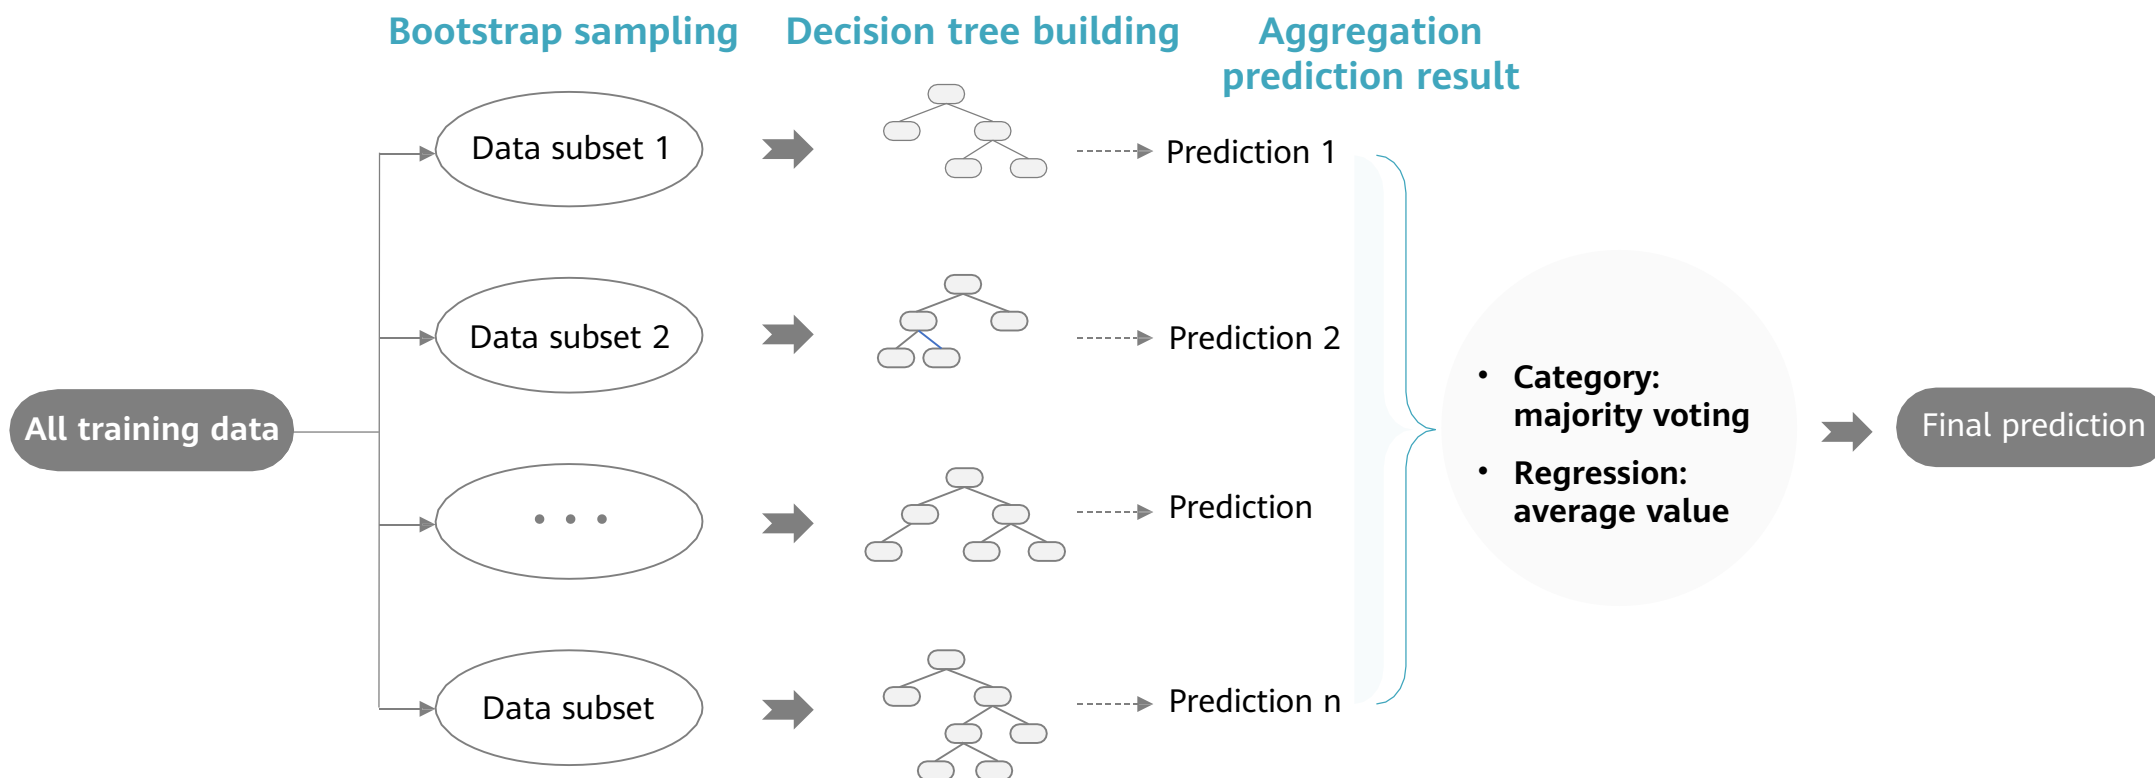 Bootstrap sampling
Decision tree building
Aggregation
prediction result
Data subset 1
Prediction 1
Data subset 2
Prediction 2
All training data
• Category:
majority voting
• Regression:
average value
Final prediction
• • •
Prediction
Data subset
Prediction n